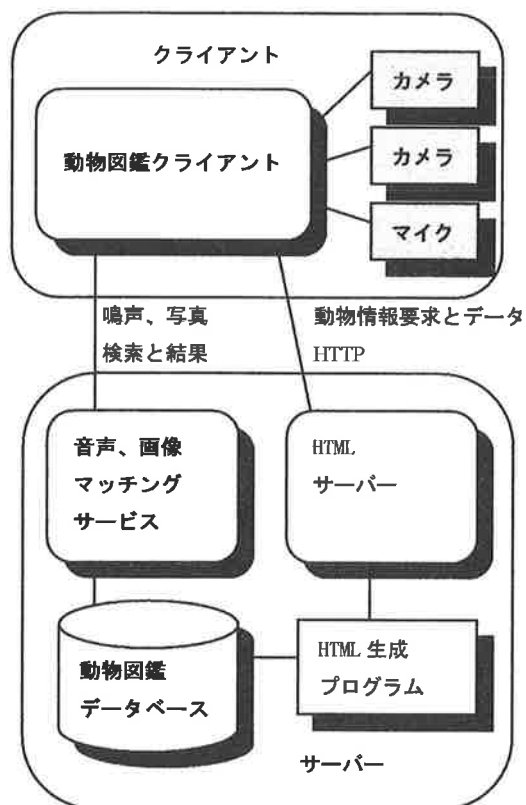 クライアント
カメラ
動物図鑑クライアント
カメラ
マイク
鳴声、写真
検索と結果
動物情報要求とデータ
HTTP
音声、画像
マッチング
サービス
HTML
サーバー
動物図鑑
データベース
HTML 生成
プログラム
サーバー